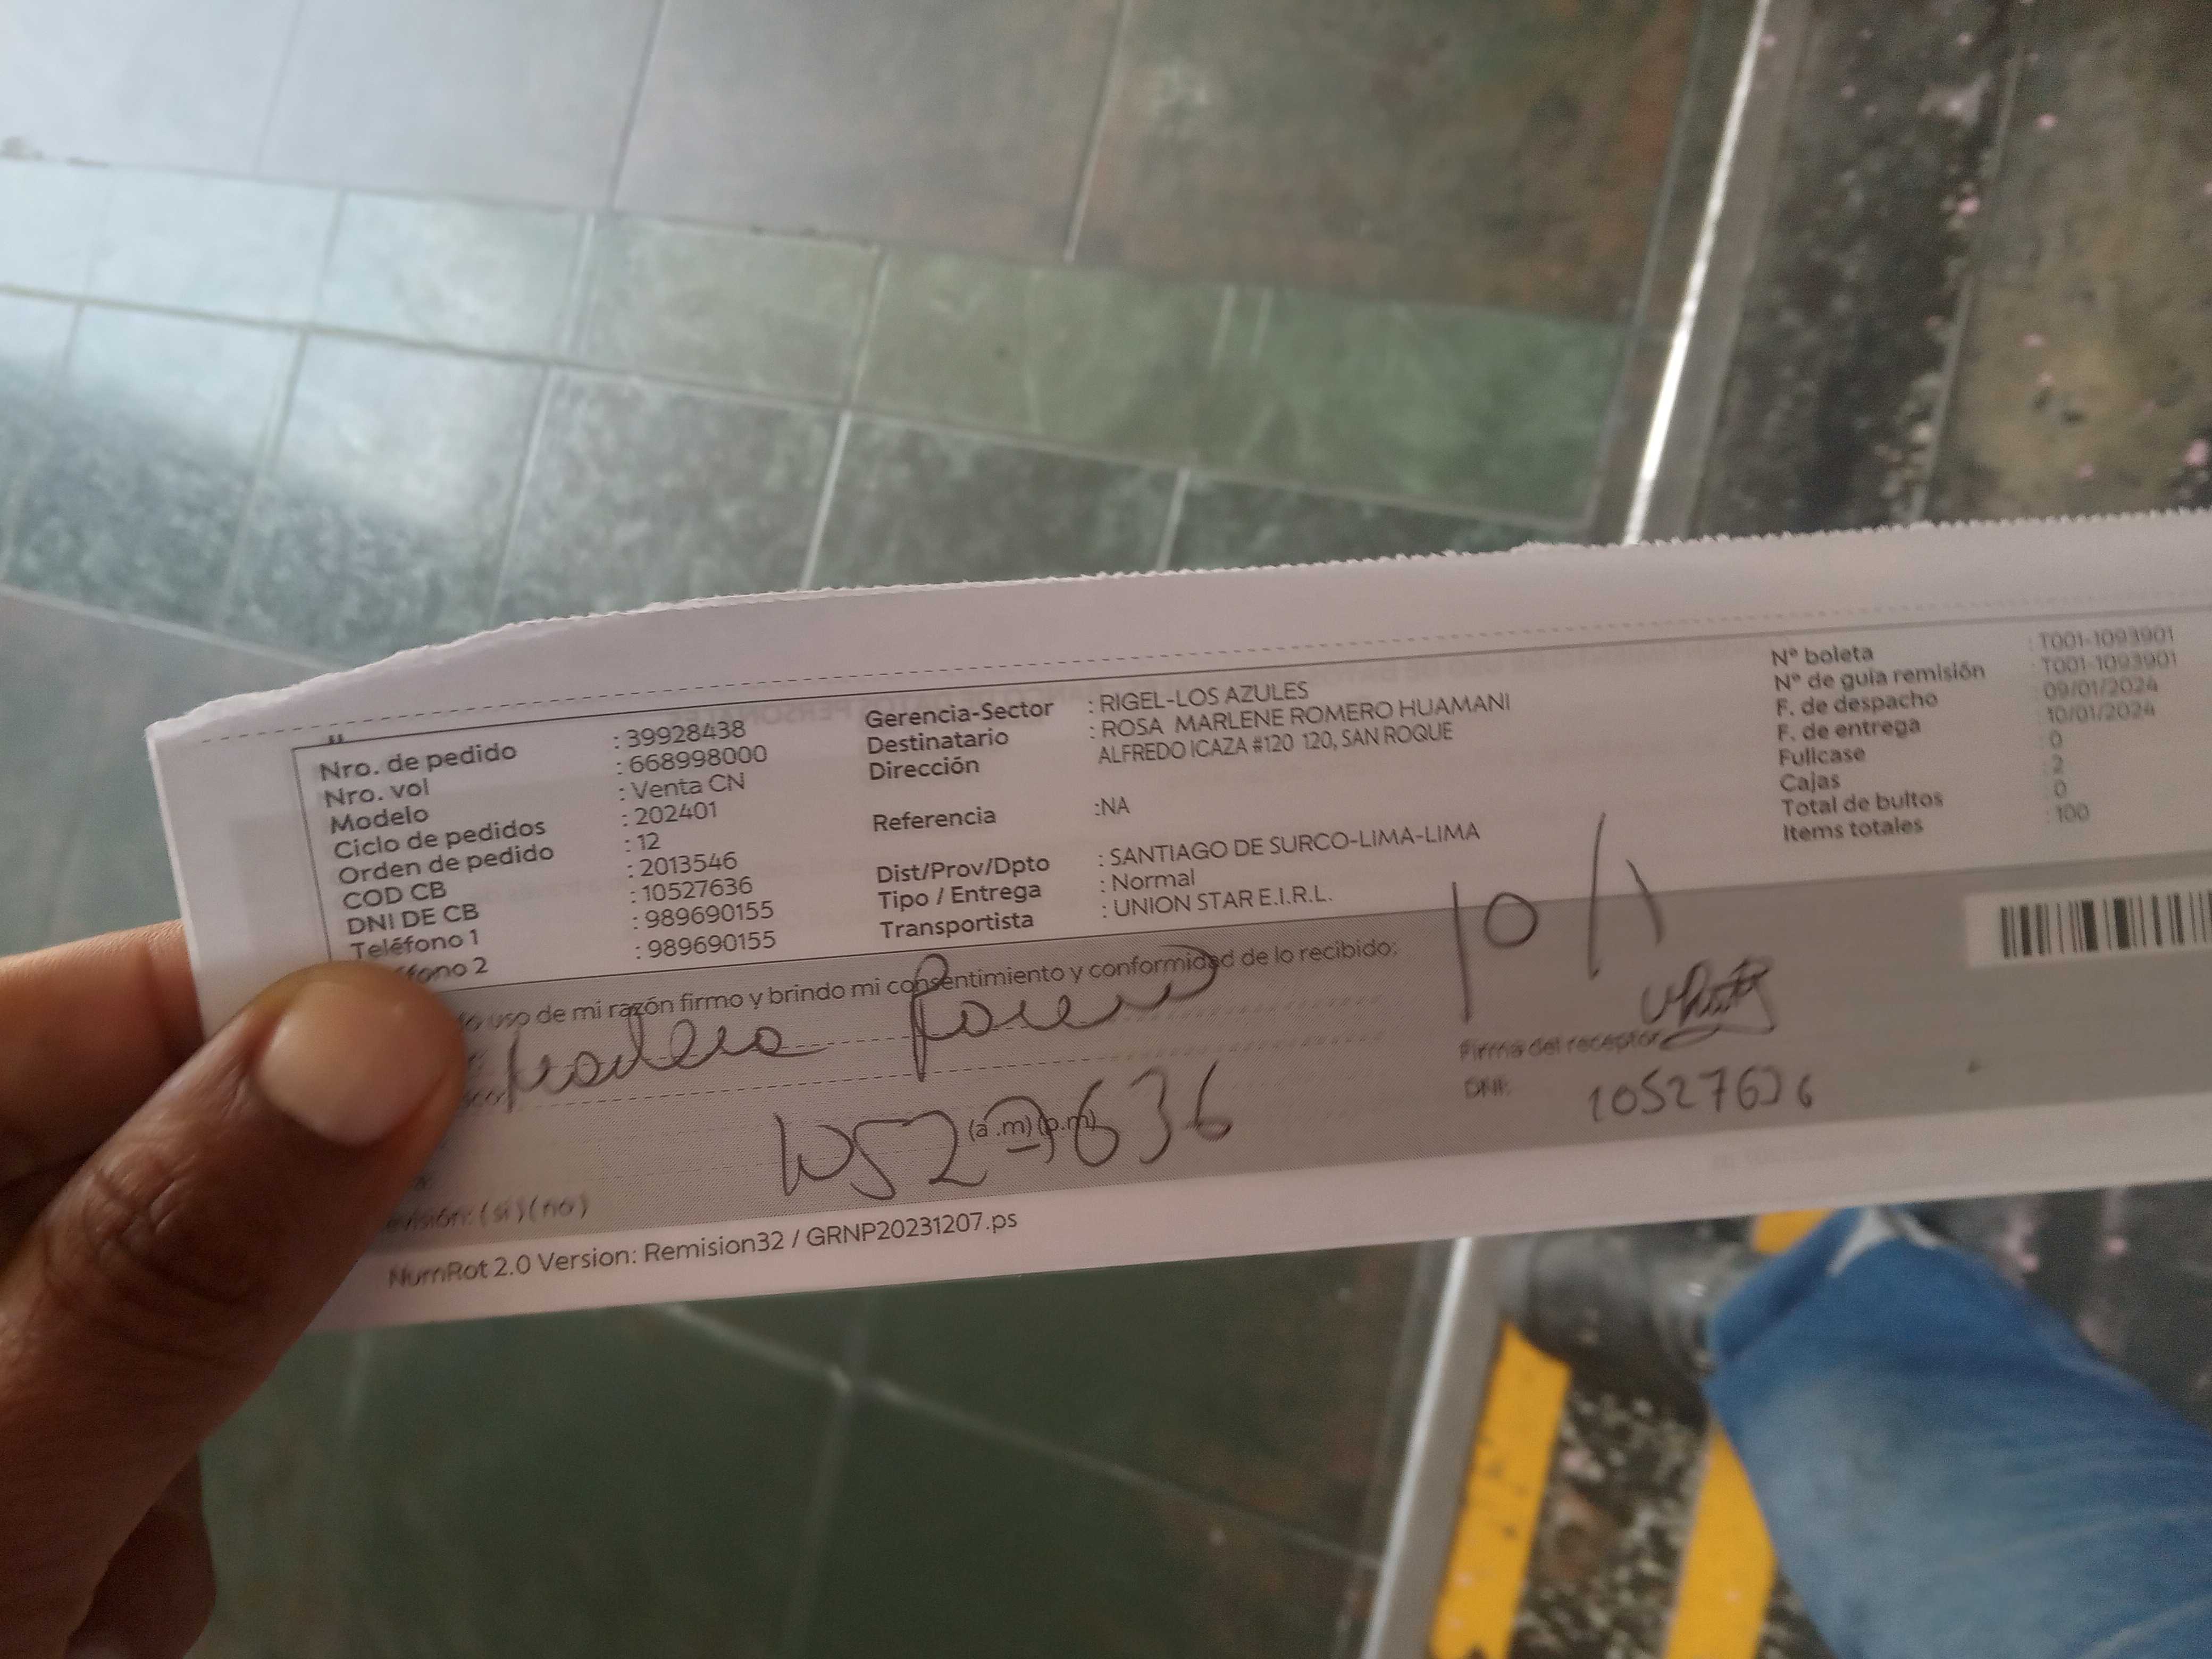 Nro. de pedido : 39928438
Nro. vol : 668998000
Modelo : Venta CN
Ciclo de pedidos : 202401
Orden de pedido : 12
COD CB : 2013546
DNI DE CB : 10527636
Teléfono 1 : 989690155
fono 2 : 989690155
Gerencia-Sector : RIGEL-LOS AZULES
Destinatario : ROSA MARLENE ROMERO HUAMANI
Dirección ALFREDO ICAZA #120 120, SAN ROQUE
Referencia :NA
Dist/Prov/Dpto : SANTIAGO DE SURCO-LIMA-LIMA
Tipo / Entrega : Normal
Transportista : UNION STAR E.I.R.L.
Nº boleta : T001-1093901
Nº de guía remisión : T001-1093901
F. de despacho : 09/01/2024
F. de entrega : 10/01/2024
Fullcase : 0
Cajas : 2
Total de bultos : 0
Items totales : 100
uso de mi razón firmo y brindo mi consentimiento y conformidad de lo recibido:
10/1
Firma del receptor
DNI: 10527636
(a.m) (p.m)
10527636
(si) (no)
NumRot 2.0 Version: Remision32 / GRNP20231207.ps